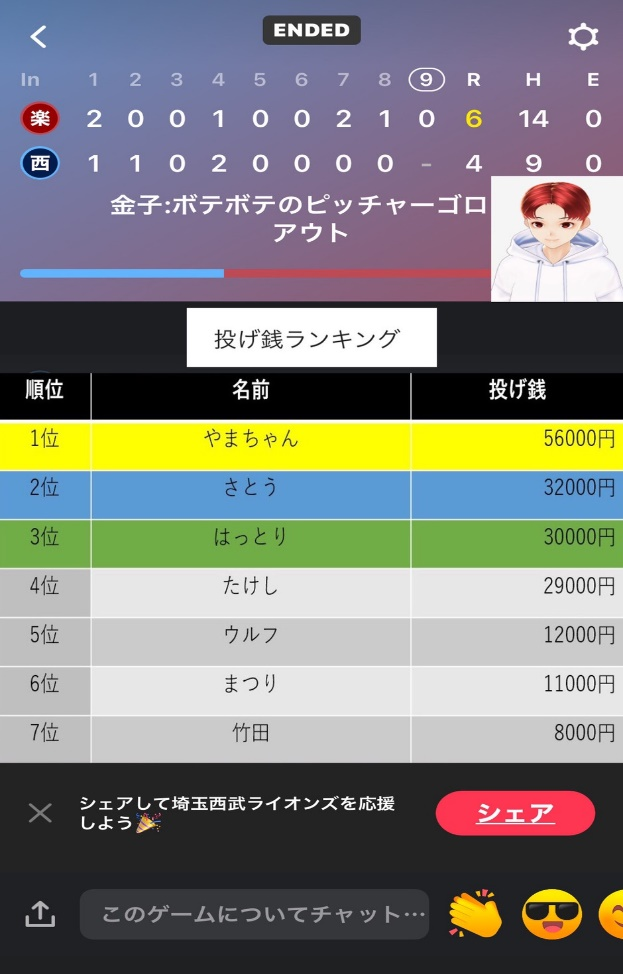 ENDED
In 1 2 3 4 5 6 7 8 9 R H E
楽 2 0 0 1 0 0 2 1 0 6 14 0
西 1 1 0 2 0 0 0 0 - 4 9 0
金子:ボテボテのピッチャーゴロ
アウト
投げ銭ランキング
順位 名前 投げ銭
1位 やまちゃん 56000円
2位 さとう 32000円
3位 はっとり 30000円
4位 たけし 29000円
5位 ウルフ 12000円
6位 まつり 11000円
7位 竹田 8000円
シェアして埼玉西武ライオンズを応援
しよう🎉
シェア
このゲームについてチャット…